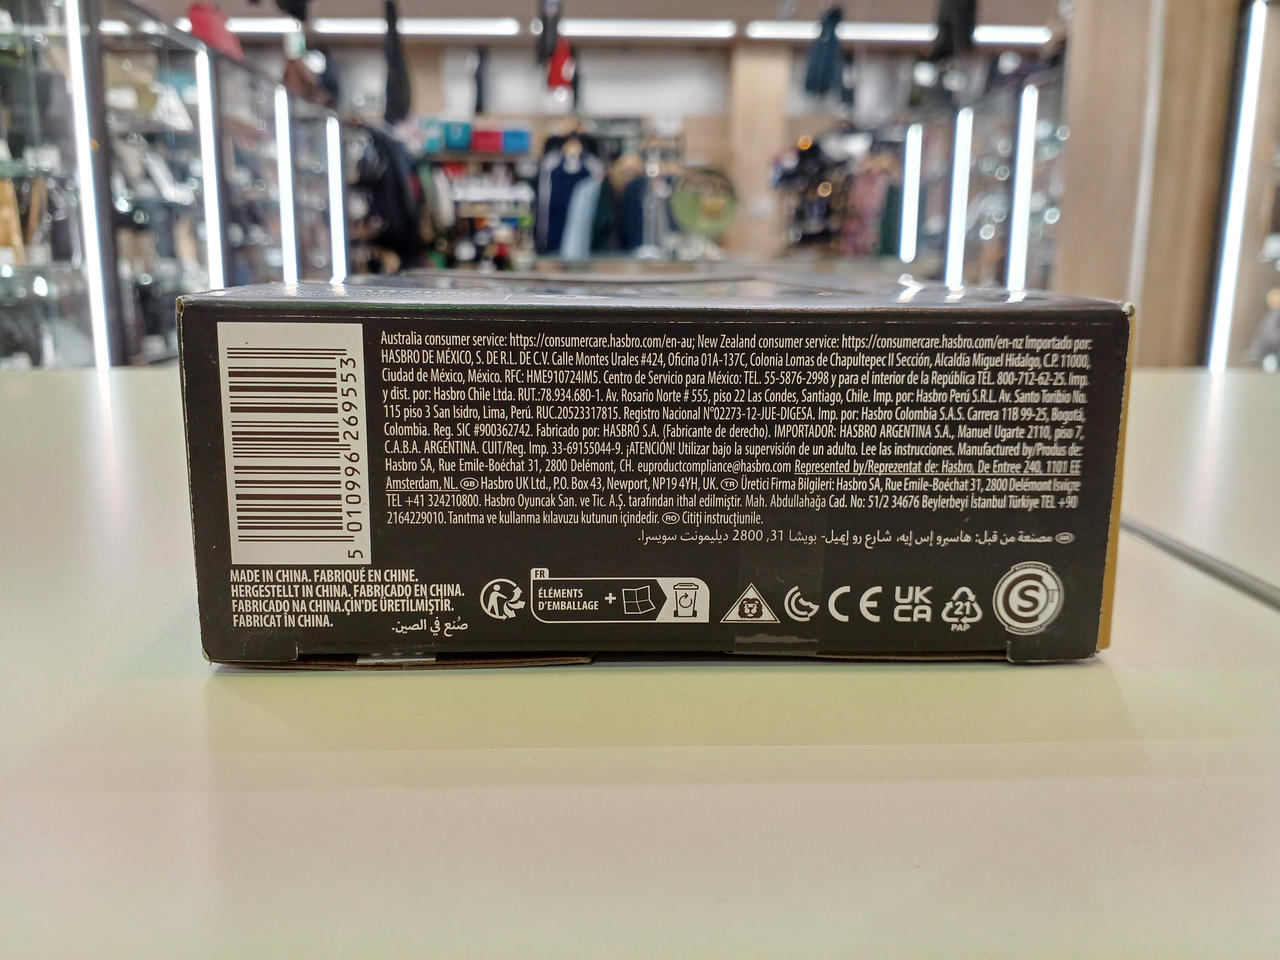 Australia consumer service: https://consumercare.hasbro.com/en-au; New Zealand consumer service: https://consumercare.hasbro.com/en-nz Importado por:
HASBRO DE MÉXICO, S. DE R.L. DE C.V. Calle Montes Urales #424, Oficina 01A-137C, Colonia Lomas de Chapultepec II Sección, Alcaldía Miguel Hidalgo, C.P. 11000,
Ciudad de México, México. RFC: HME910724IM5. Centro de Servicio para México: TEL. 55-5876-2998 y para el interior de la República TEL. 800-712-62-25. Imp.
y dist. por: Hasbro Chile Ltda. RUT.:78.934.680-1. Av. Rosario Norte # 555, piso 22 Las Condes, Santiago, Chile. Imp. por: Hasbro Perú S.R.L. Av. Santo Toribio No.
115 piso 3 San Isidro, Lima, Perú. RUC.20523317815. Registro Nacional N°02273-12-JUE-DIGESA. Imp. por: Hasbro Colombia S.A.S. Carrera 11B 99-25, Bogotá,
Colombia. Reg. SIC #900362742. Fabricado por: HASBRO S.A. (Fabricante de derecho). IMPORTADOR: HASBRO ARGENTINA S.A., Manuel Ugarte 2110, piso 7,
C.A.B.A. ARGENTINA. CUIT/Reg. Imp. 33-69155044-9. ¡ATENCIÓN! Utilizar bajo la supervisión de un adulto. Lee las instrucciones. Manufactured by/Produs de:
Hasbro SA, Rue Emile-Boéchat 31, 2800 Delémont, CH. euproductcompliance@hasbro.com Represented by/Reprezentat de: Hasbro, De Entree 240, 1101 EE
Amsterdam, NL. GB Hasbro UK Ltd., P.O. Box 43, Newport, NP19 4YH, UK. TR Üretici Firma Bilgileri: Hasbro SA, Rue Emile-Boéchat 31, 2800 Delémont İsviçre
TEL +41 324210800. Hasbro Oyuncak San. ve Tic. A.Ş. tarafından ithal edilmiştir. Mah. Abdullahağa Cad. No: 51/2 34676 Beylerbeyi İstanbul Türkiye TEL +90
2164229010. Tanıtma ve kullanma kılavuzu kutunun içindedir. RO Citiți instrucțiunile.
AR مصنعة من قبل: هاسبرو إس إيه، شارع رو إيميل- بويشا 31, 2800 ديليمونت سويسرا.
5 010996 269553
MADE IN CHINA. FABRIQUÉ EN CHINE.
HERGESTELLT IN CHINA. FABRICADO EN CHINA.
FABRICADO NA CHINA.ÇİN'DE ÜRETİLMİŞTİR.
FABRICAT ÎN CHINA.
صُنع في الصين.
FR
ÉLÉMENTS
D'EMBALLAGE +
CE
UK
CA
21
PAP
S